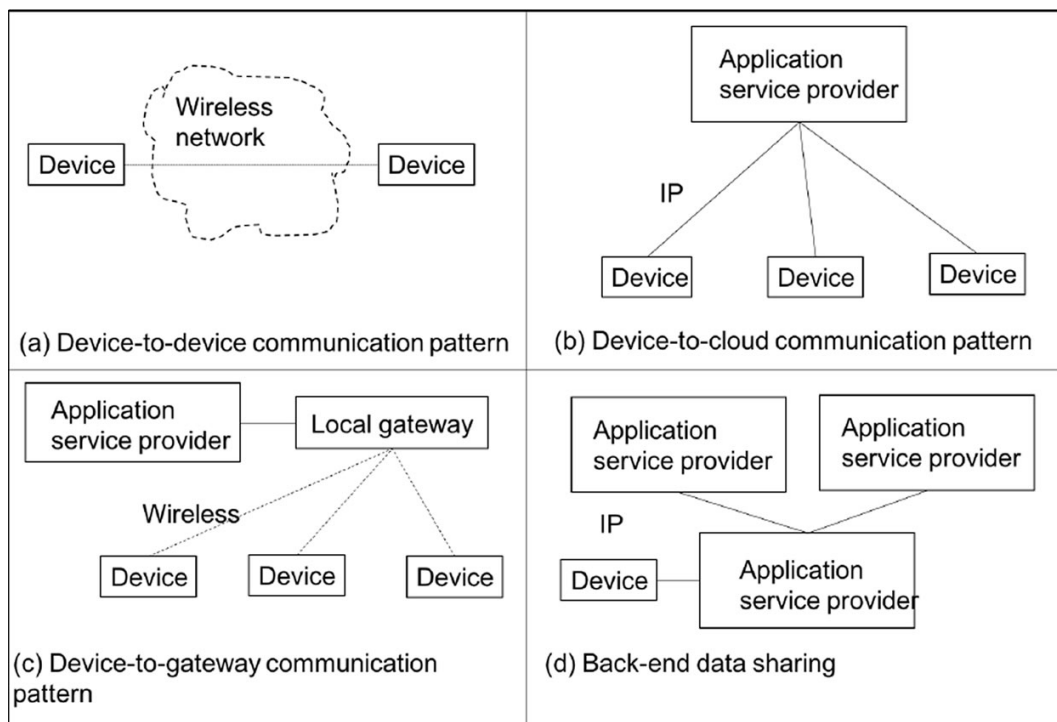 Wireless
network
Device
Device
(a) Device-to-device communication pattern
Application
service provider
IP
Device
Device
Device
(b) Device-to-cloud communication pattern
Application
service provider
Local gateway
Wireless
Device
Device
Device
(c) Device-to-gateway communication
pattern
Application
service provider
Application
service provider
IP
Device
Application
service provider
(d) Back-end data sharing